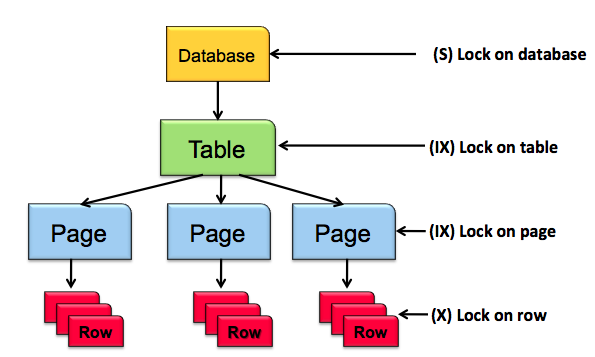 Database
(S) Lock on database
Table
(IX) Lock on table
Page
Page
Page
(IX) Lock on page
Row
Row
Row
(X) Lock on row